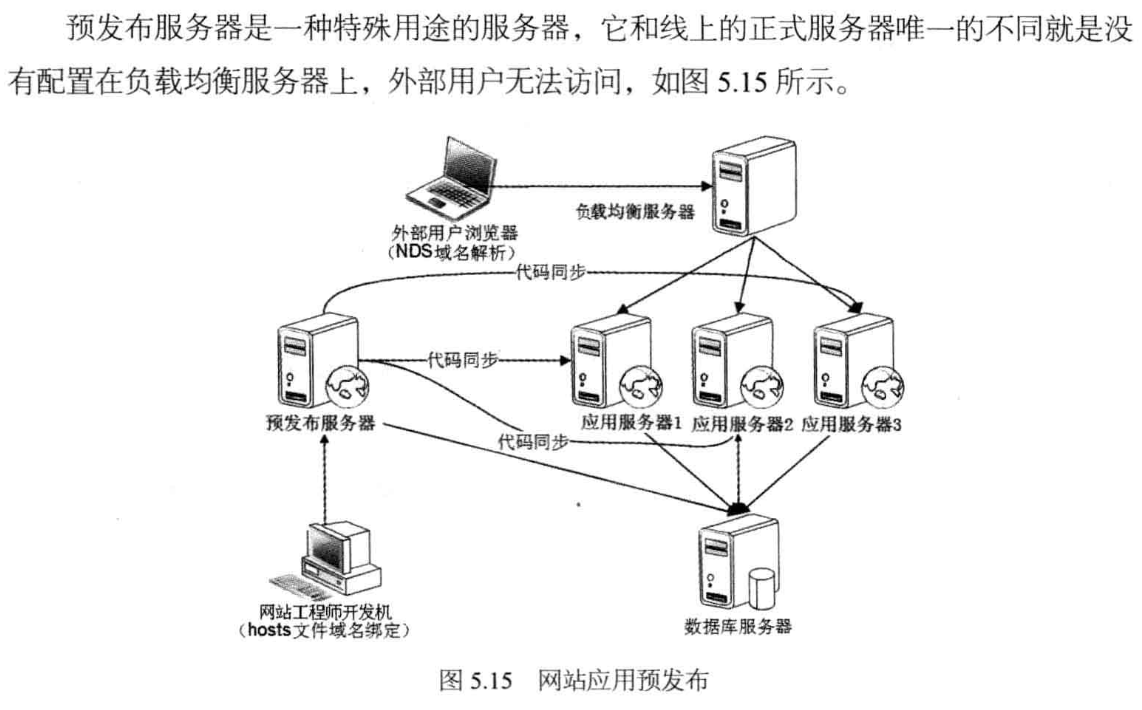 预发布服务器是一种特殊用途的服务器，它和线上的正式服务器唯一的不同就是没
有配置在负载均衡服务器上，外部用户无法访问，如图 5.15 所示。
负载均衡服务器
外部用户浏览器
（NDS域名解析）
代码同步
代码同步
预发布服务器
应用服务器1
应用服务器2
应用服务器3
代码同步
网站工程师开发机
（hosts文件域名绑定）
数据库服务器
图 5.15 网站应用预发布